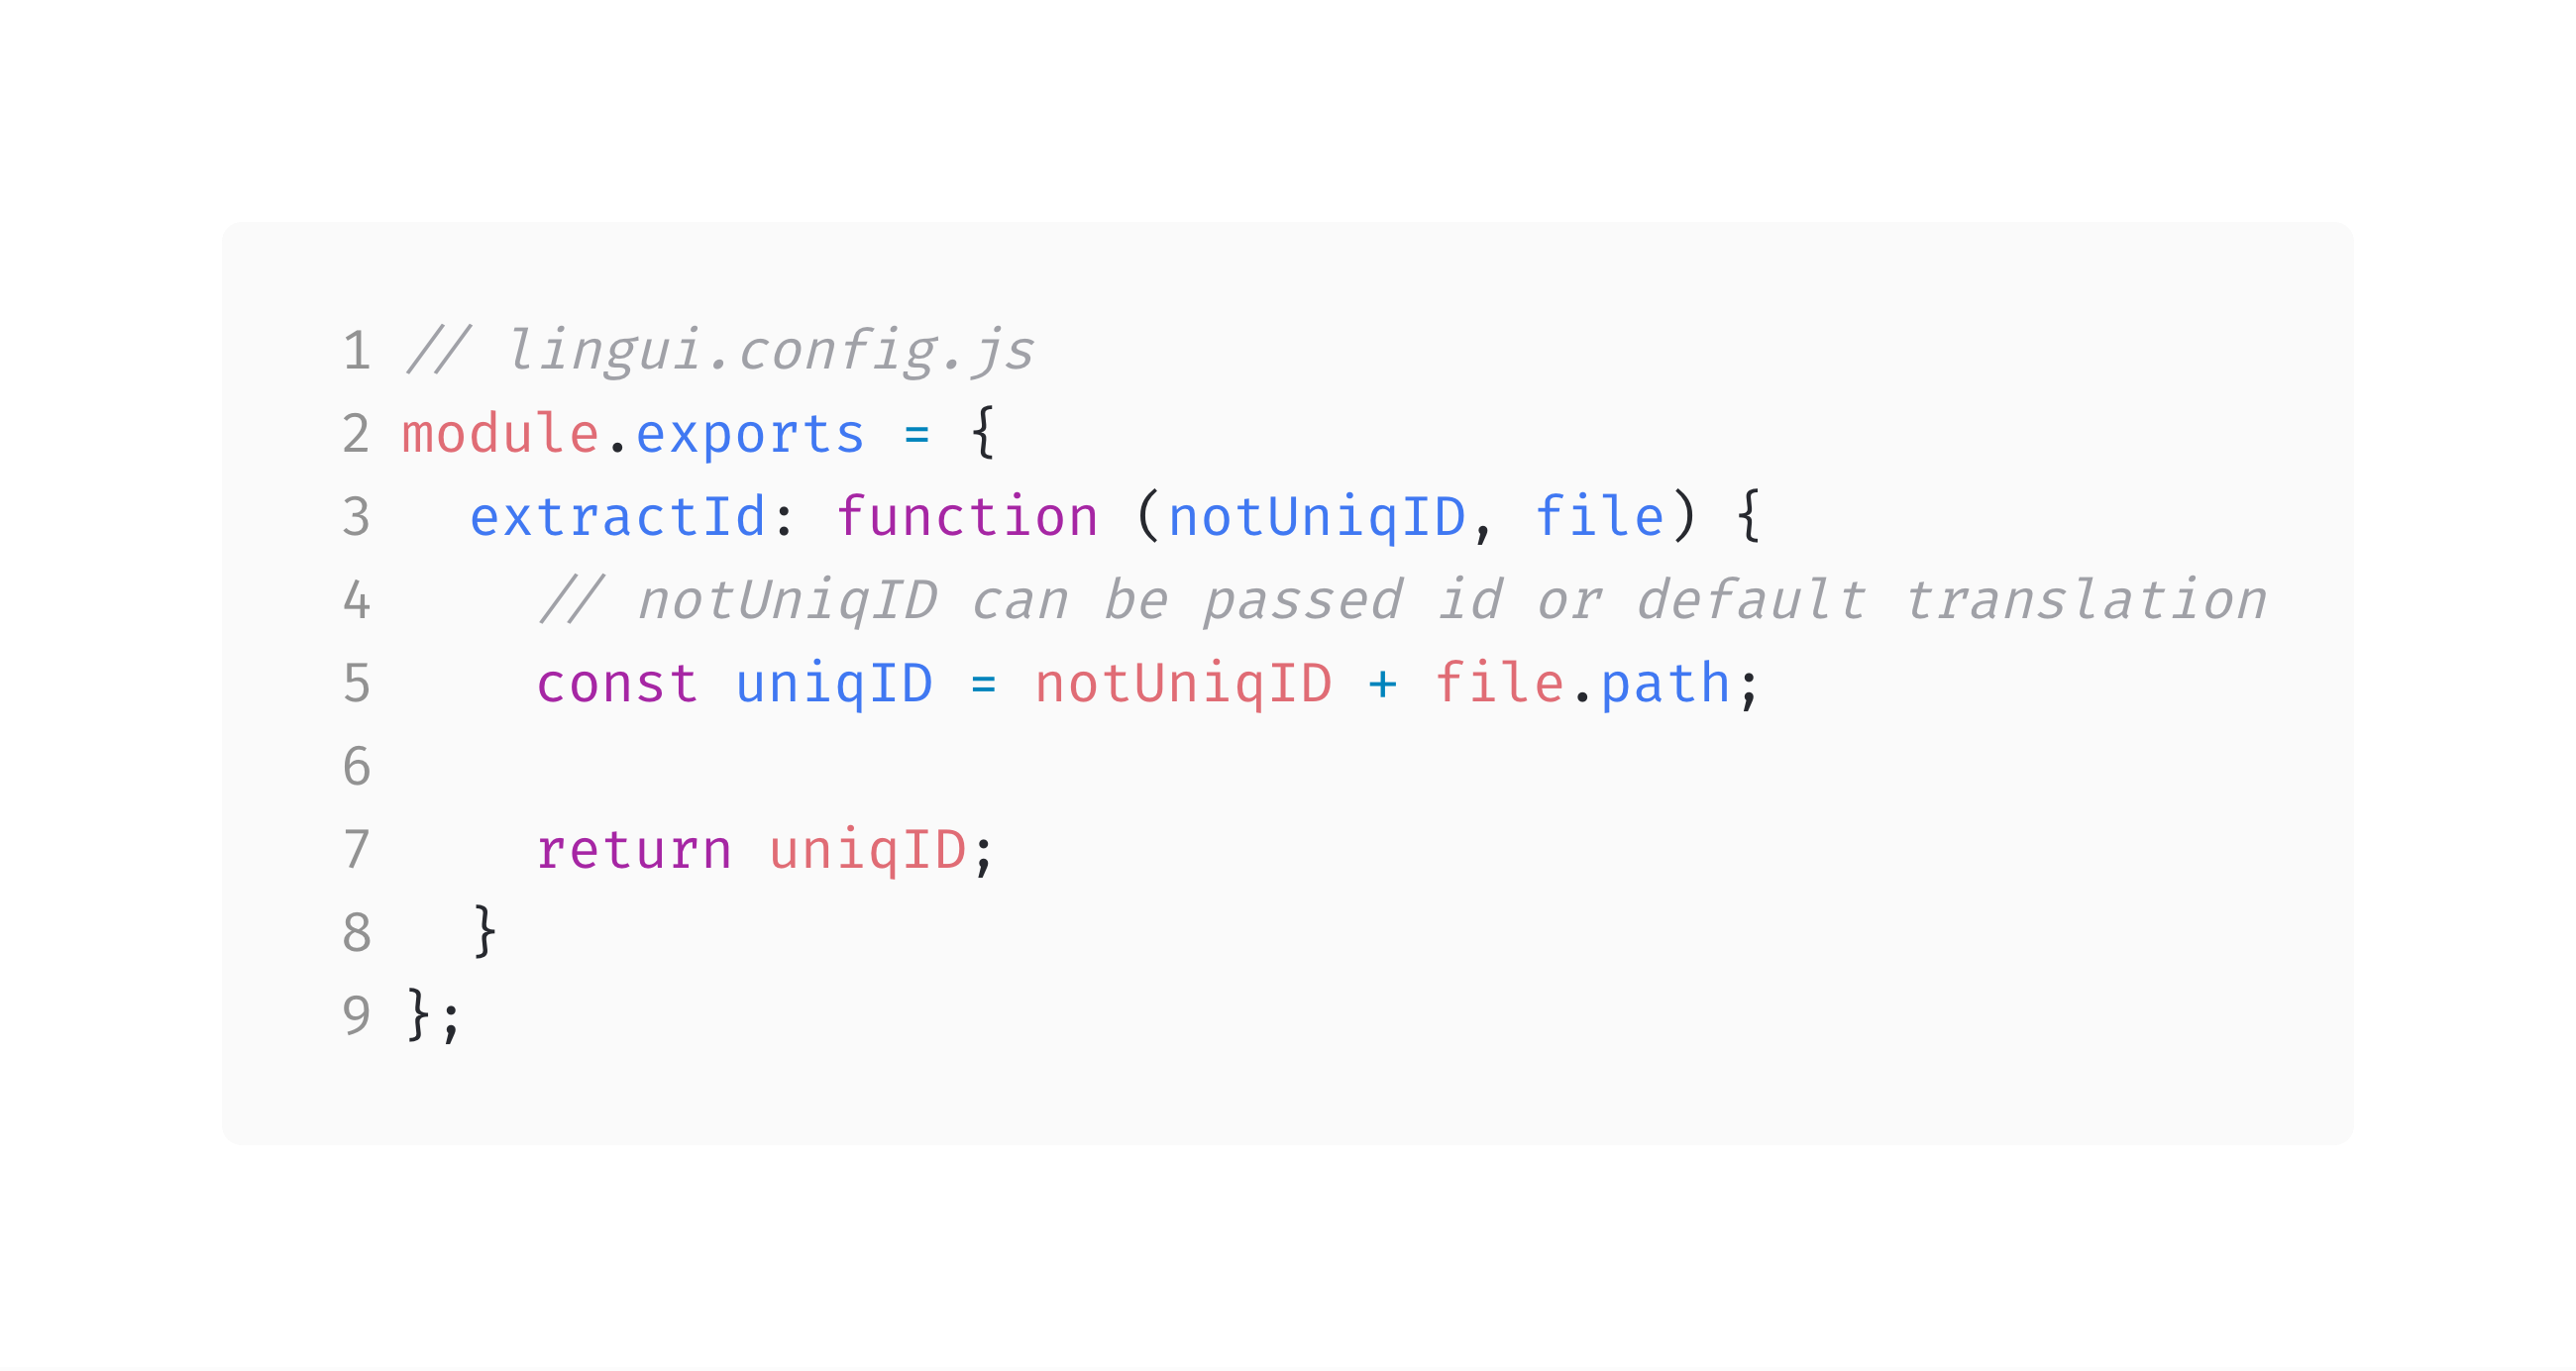 1 // lingui.config.js
2 module.exports = {
3   extractId: function (notUniqID, file) {
4     // notUniqID can be passed id or default translation
5     const uniqID = notUniqID + file.path;
6
7     return uniqID;
8   }
9 };